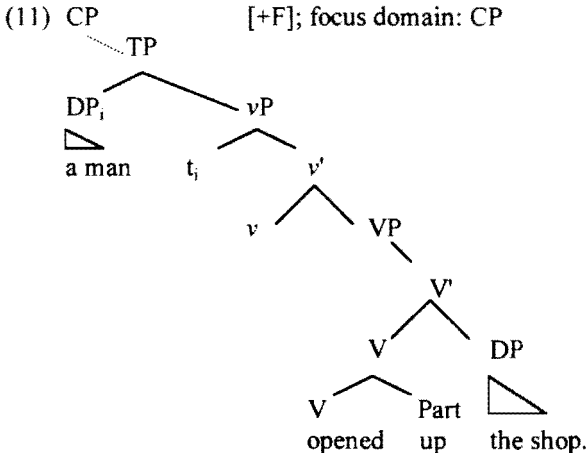 (11) CP [+F]; focus domain: CP
TP
DPi vP
a man ti v'
v VP
V'
V DP
V Part
opened up the shop.